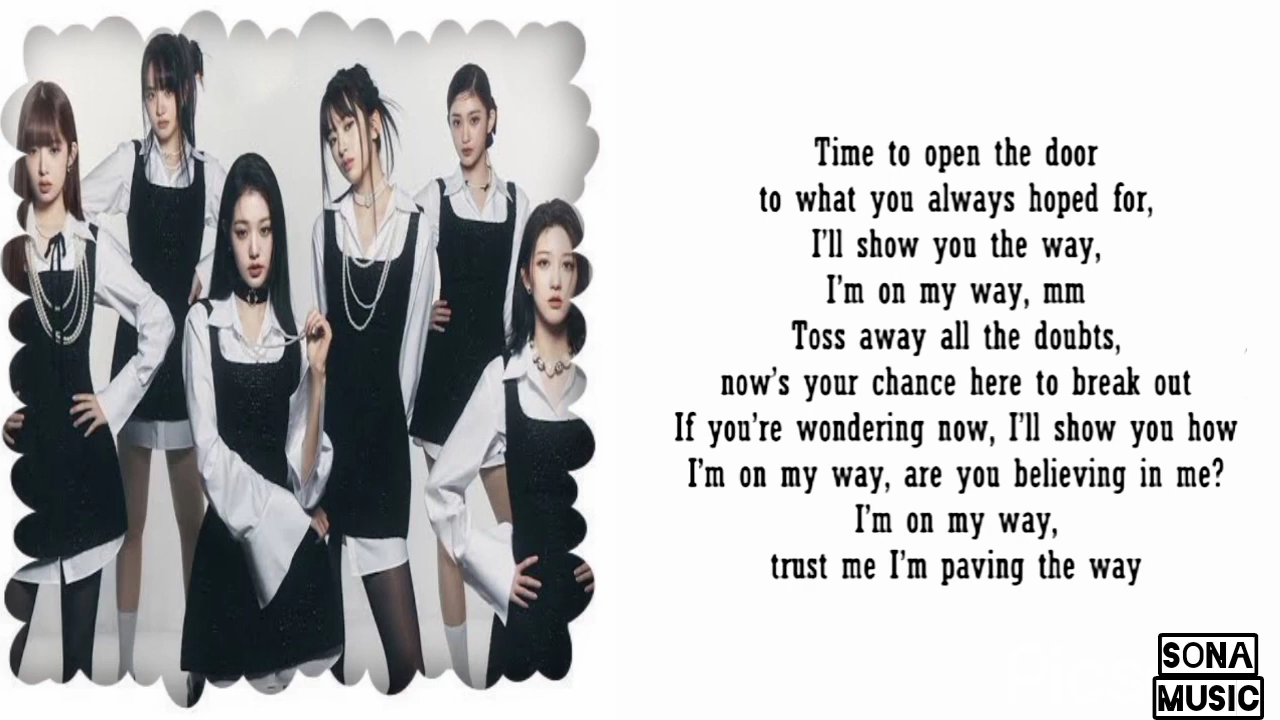 Time to open the door
to what you always hoped for,
I'll show you the way,
I'm on my way, mm
Toss away all the doubts,
now's your chance here to break out
If you're wondering now, I'll show you how
I'm on my way, are you believing in me?
I'm on my way,
trust me I'm paving the way
SONA
MUSIC